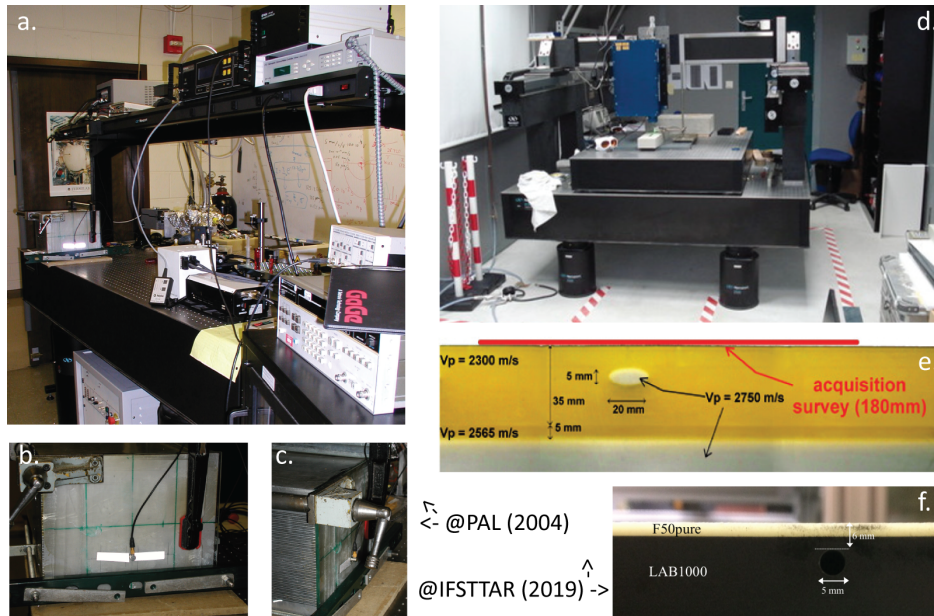 a.
GaGe
d.
b.
c.
<- @PAL (2004)
@IFSTTAR (2019) ->
e.
Vp = 2300 m/s
5 mm
35 mm
20 mm
Vp = 2750 m/s
acquisition
survey (180mm)
5 mm
Vp = 2565 m/s
f.
F50pure
6 mm
LAB1000
5 mm